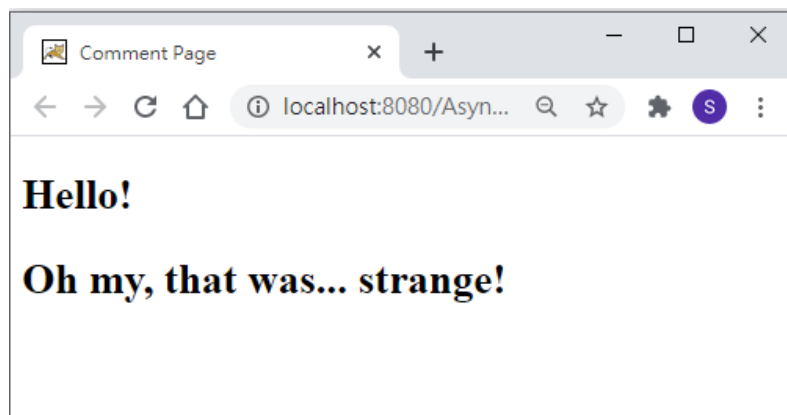 Comment Page
localhost:8080/Asyn...
S
Hello!
Oh my, that was... strange!